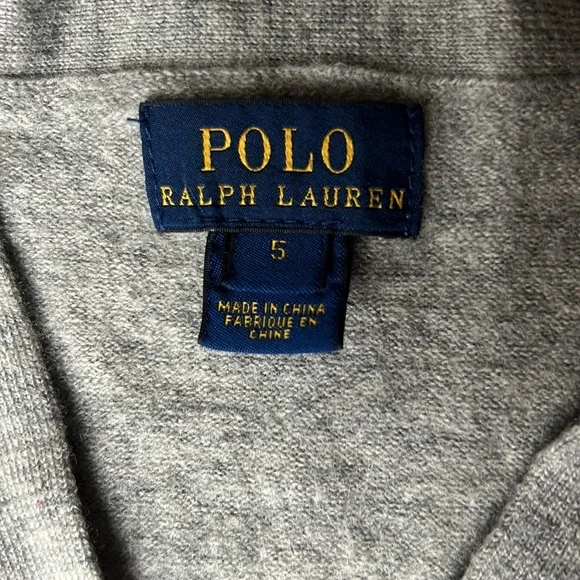 POLO
RALPH LAUREN
5
MADE IN CHINA
FABRIQUE EN
CHINE